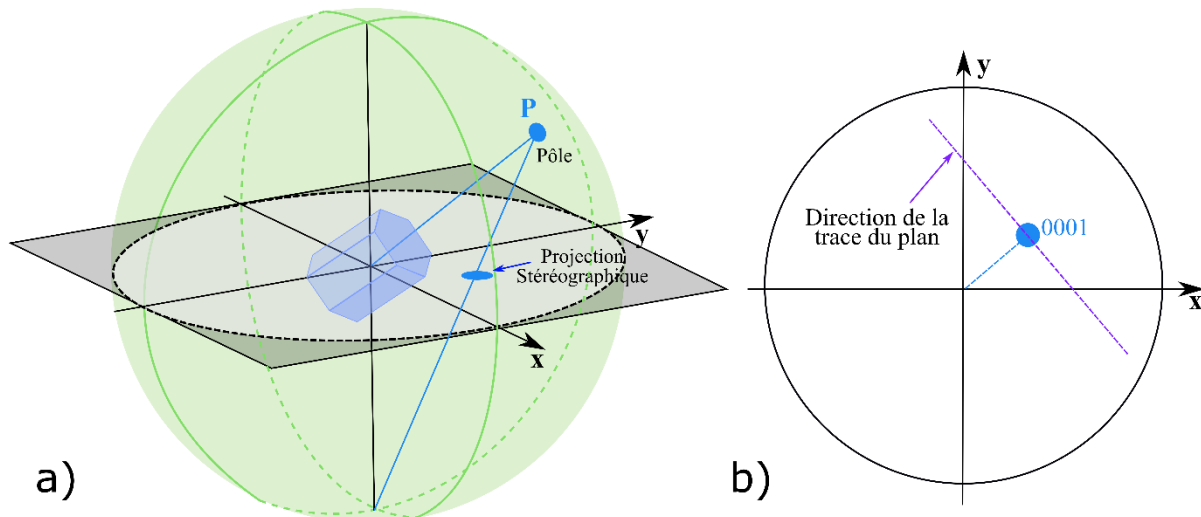 P
Pôle
y
Projection
Stéréographique
x
a)
y
0001
Direction de la
trace du plan
x
b)